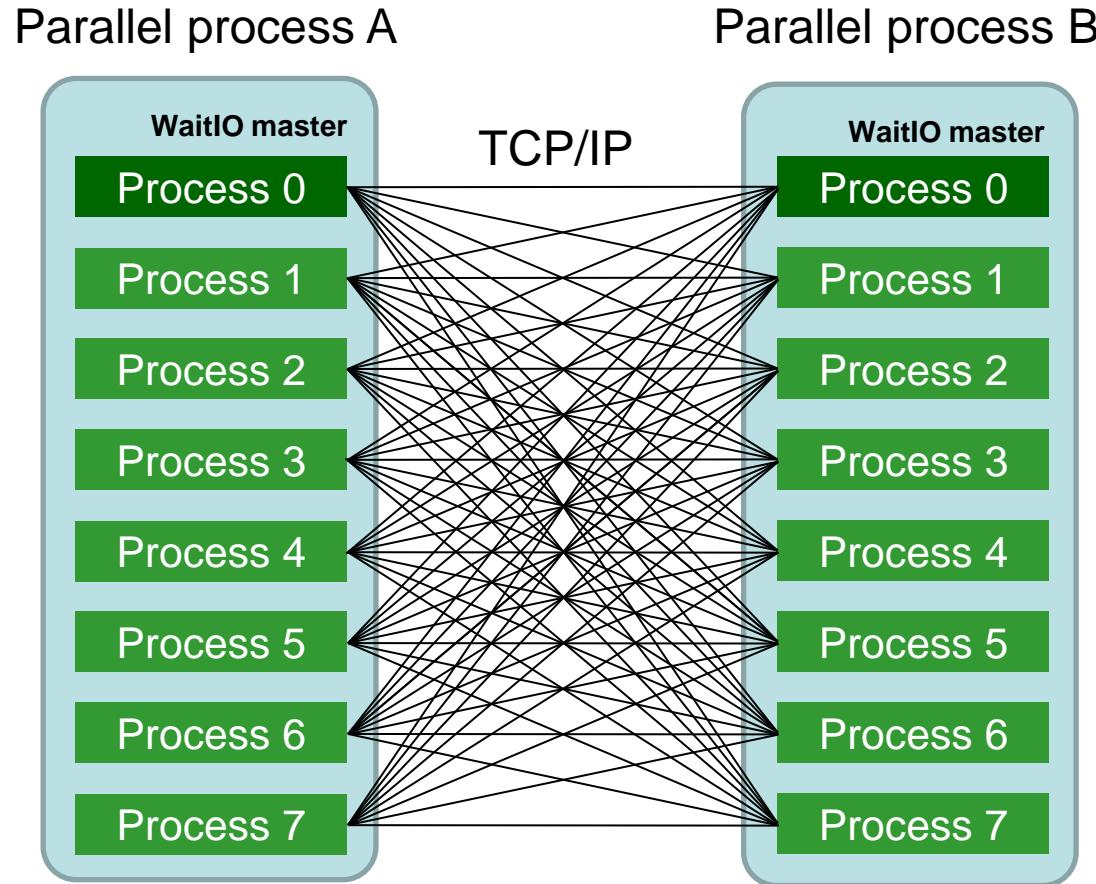 Parallel process A
Parallel process B
WaitIO master
TCP/IP
WaitIO master
Process 0
Process 0
Process 1
Process 1
Process 2
Process 2
Process 3
Process 3
Process 4
Process 4
Process 5
Process 5
Process 6
Process 6
Process 7
Process 7